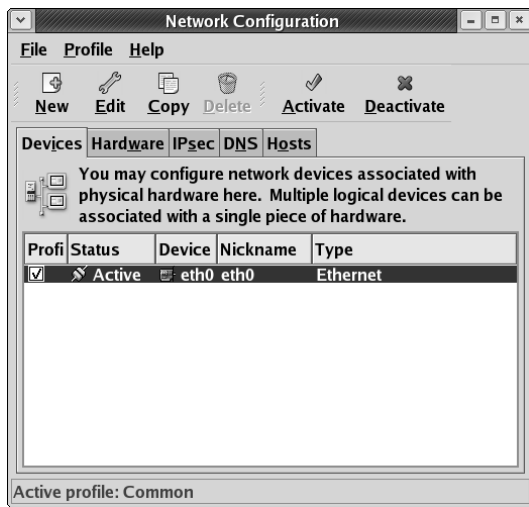 Network Configuration
File Profile Help
New Edit Copy Delete Activate Deactivate
Devices Hardware IPsec DNS Hosts
You may configure network devices associated with
physical hardware here. Multiple logical devices can be
associated with a single piece of hardware.
Profi Status Device Nickname Type
Active eth0 eth0 Ethernet
Active profile: Common